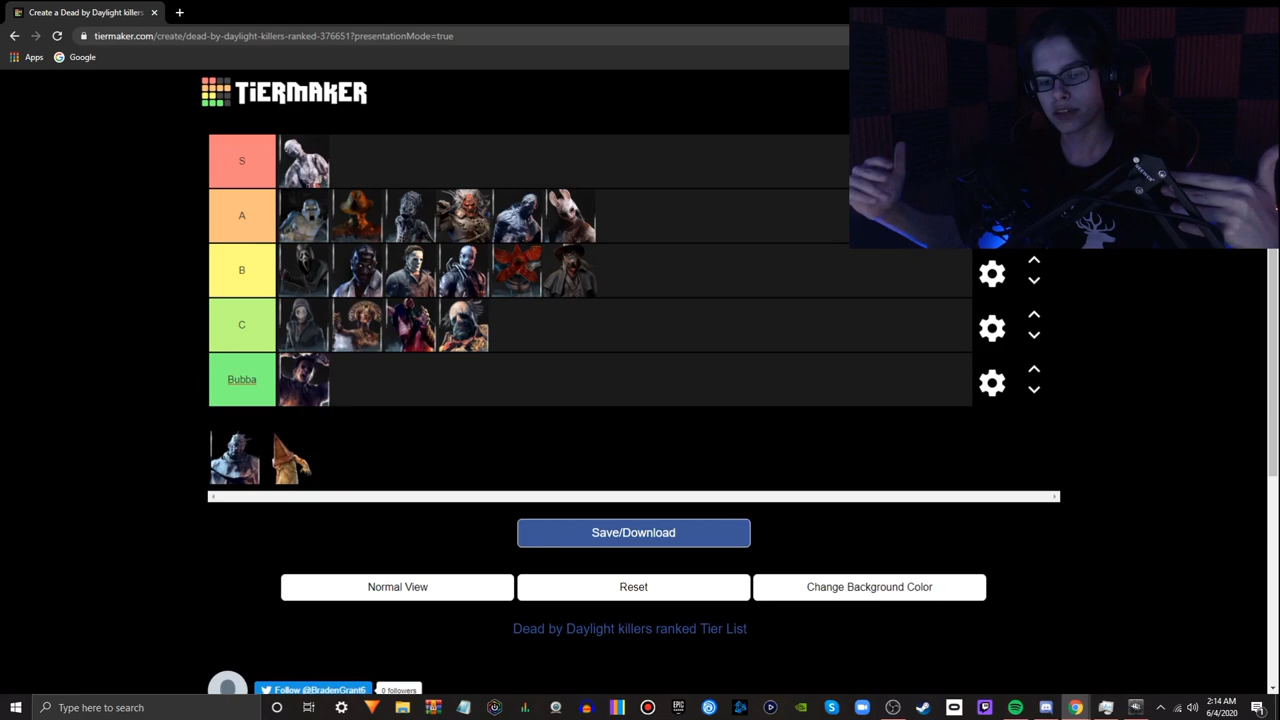 Create a Dead by Daylight killers
tiermaker.com/create/dead-by-daylight-killers-ranked-376651?presentationMode=true
Apps
Google
TiERMAKER
S
A
B
C
Bubba
Save/Download
Normal View
Reset
Change Background Color
Dead by Daylight killers ranked Tier List
Follow @BradenGrant6
0 followers
Type here to search
EPIC
2:14 AM
6/4/2020